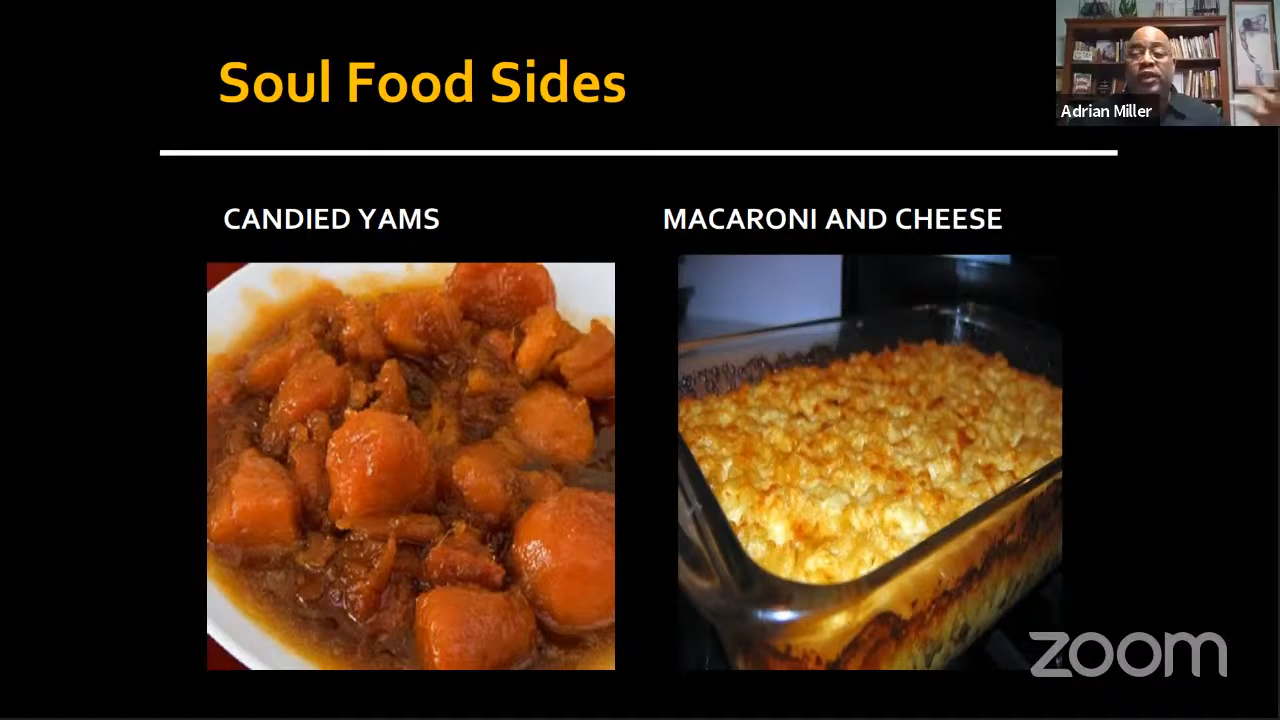 Soul Food Sides
Adrian Miller
CANDIED YAMS
MACARONI AND CHEESE
zoom